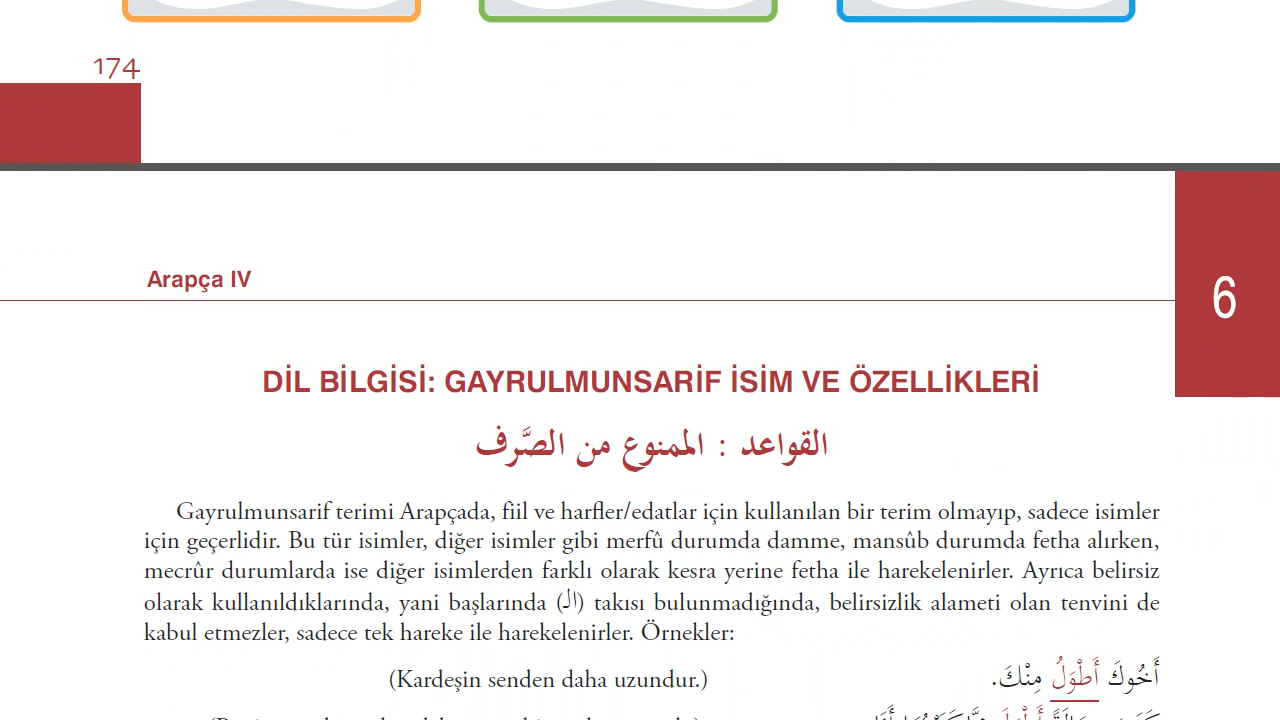 174
Arapça IV
6
DİL BİLGİSİ: GAYRULMUNSARİF İSİM VE ÖZELLİKLERİ
القواعد : الممنوع من الصَّرف
Gayrulmunsarif terimi Arapçada, fiil ve harfler/edatlar için kullanılan bir terim olmayıp, sadece isimler
için geçerlidir. Bu tür isimler, diğer isimler gibi merfû durumda damme, mansûb durumda fetha alırken,
mecrûr durumlarda ise diğer isimlerden farklı olarak kesra yerine fetha ile harekelenirler. Ayrıca belirsiz
olarak kullanıldıklarında, yani başlarında (الـ) takısı bulunmadığında, belirsizlik alameti olan tenvini de
kabul etmezler, sadece tek hareke ile harekelenirler. Örnekler:
أَخُوكَ أَطْوَلُ مِنْكَ.
(Kardeşin senden daha uzundur.)